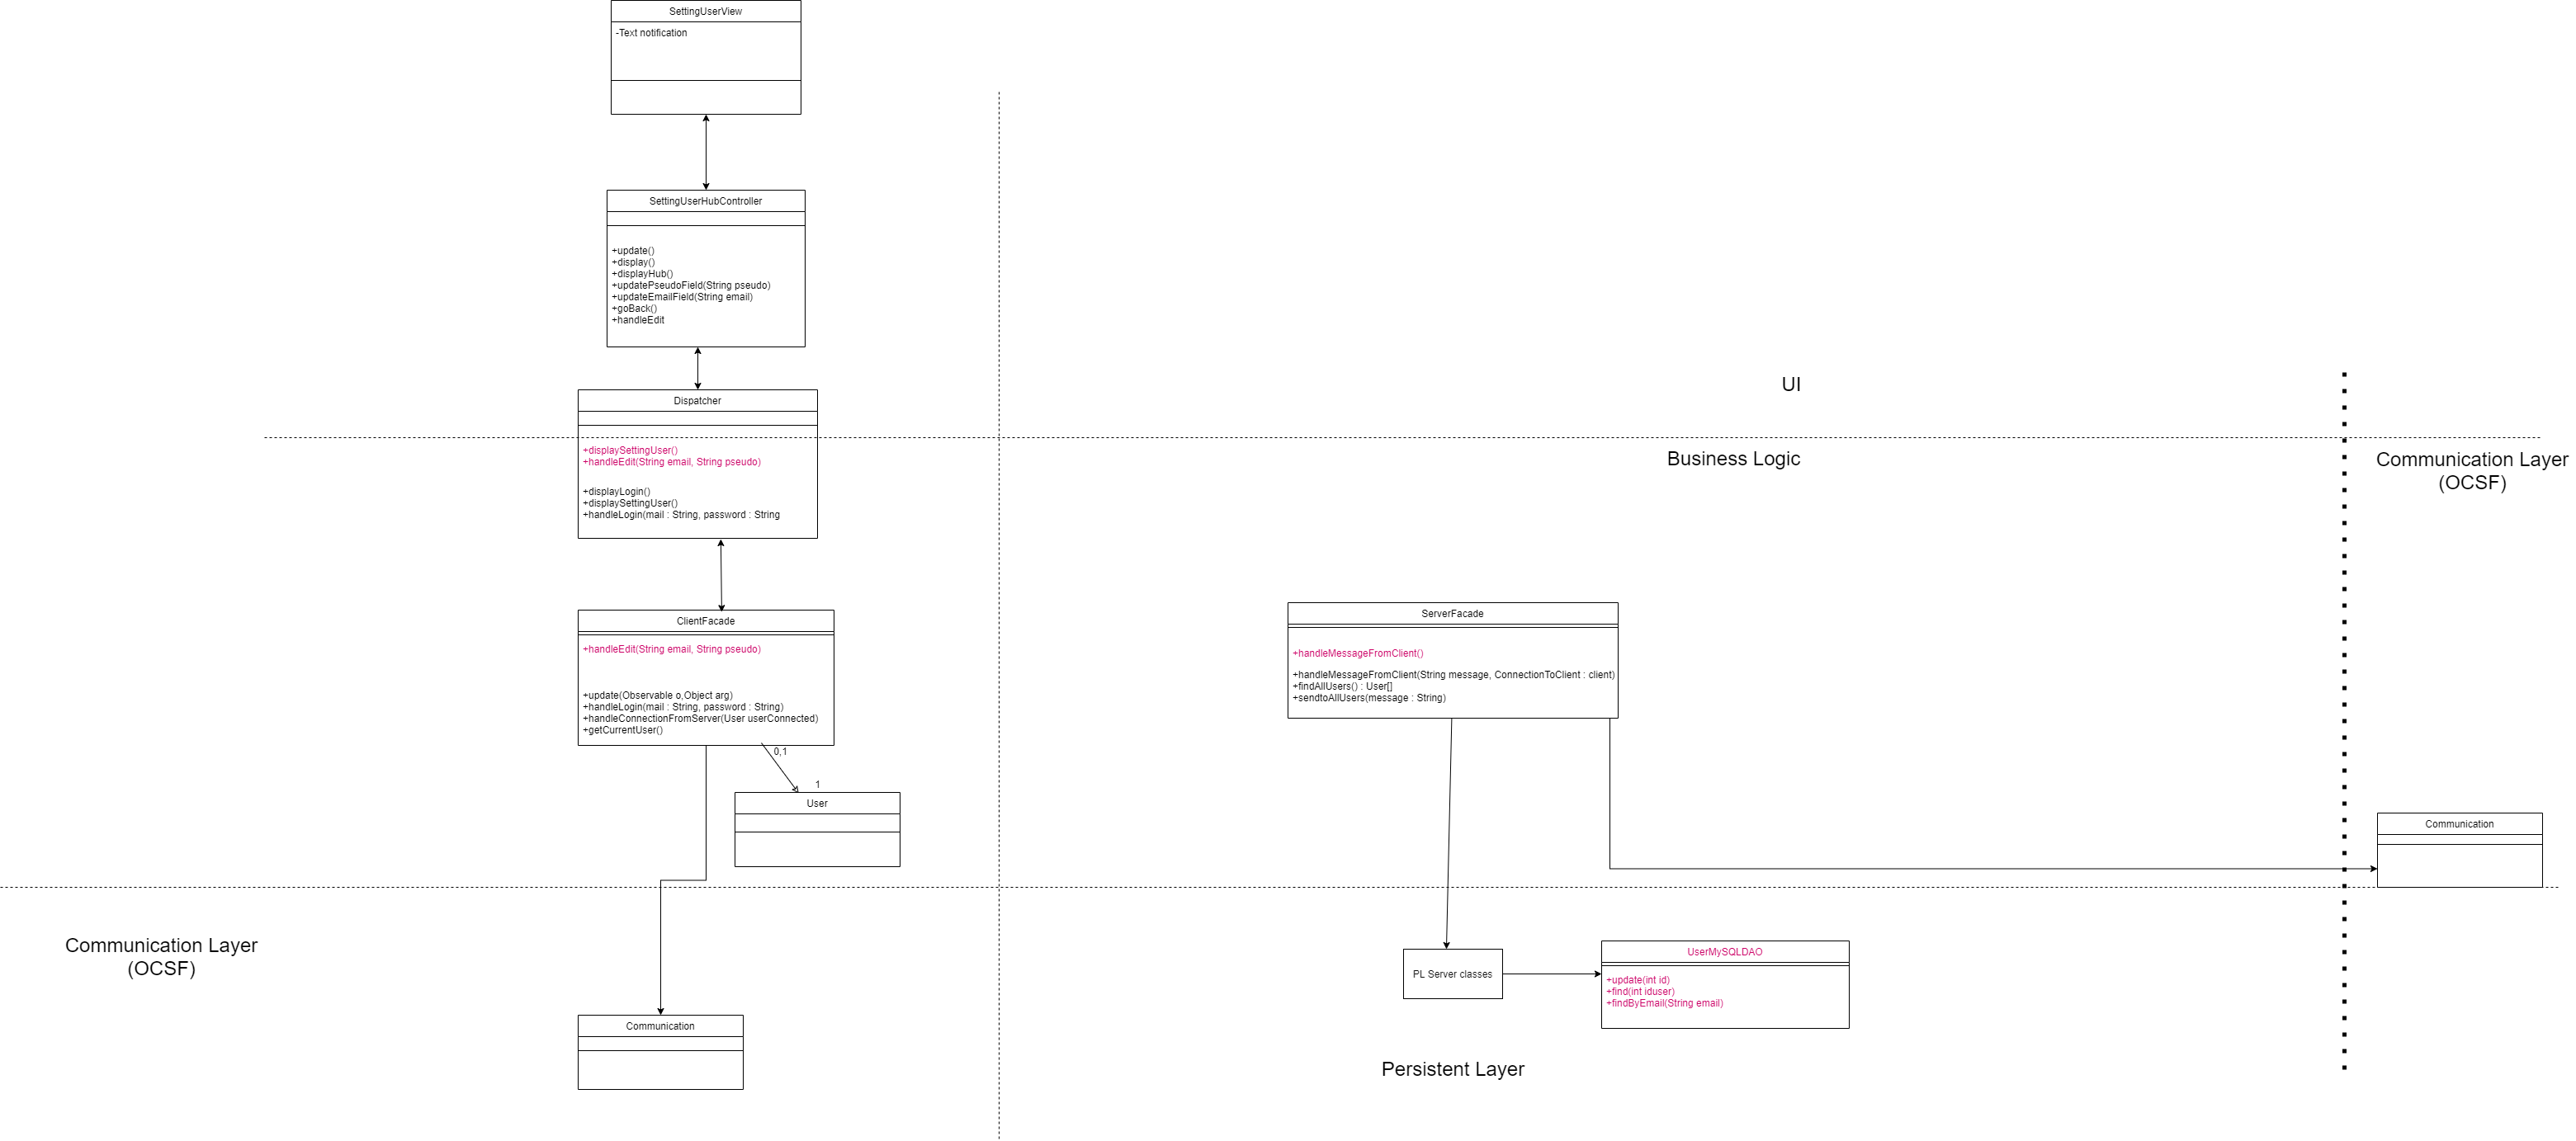 SettingUserView
-Text notification
SettingUserHubController
+update()
+display()
+displayHub()
+updatePseudoField(String pseudo)
+updateEmailField(String email)
+goBack()
+handleEdit
UI
Dispatcher
+displaySettingUser()
+handleEdit(String email, String pseudo)
+displayLogin()
+displaySettingUser()
+handleLogin(mail : String, password : String
Business Logic
Communication Layer
(OCSF)
ClientFacade
+handleEdit(String email, String pseudo)
+update(Observable o,Object arg)
+handleLogin(mail : String, password : String)
+handleConnectionFromServer(User userConnected)
+getCurrentUser()
0,1
1
User
ServerFacade
+handleMessageFromClient()
+handleMessageFromClient(String message, ConnectionToClient : client)
+findAllUsers() : User[]
+sendtoAllUsers(message : String)
Communication
Communication Layer
(OCSF)
Communication
PL Server classes
UserMySQLDAO
+update(int id)
+find(int iduser)
+findByEmail(String email)
Persistent Layer